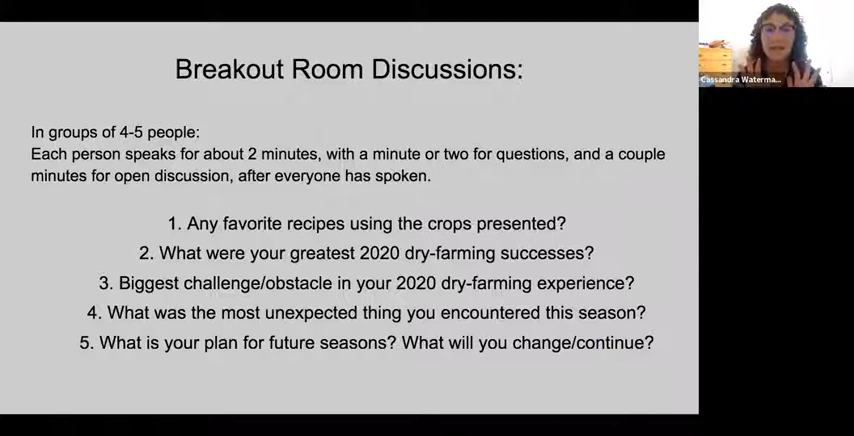 Breakout Room Discussions:
In groups of 4-5 people:
Each person speaks for about 2 minutes, with a minute or two for questions, and a couple
minutes for open discussion, after everyone has spoken.
1. Any favorite recipes using the crops presented?
2. What were your greatest 2020 dry-farming successes?
3. Biggest challenge/obstacle in your 2020 dry-farming experience?
4. What was the most unexpected thing you encountered this season?
5. What is your plan for future seasons? What will you change/continue?
Cassandra Waterma...